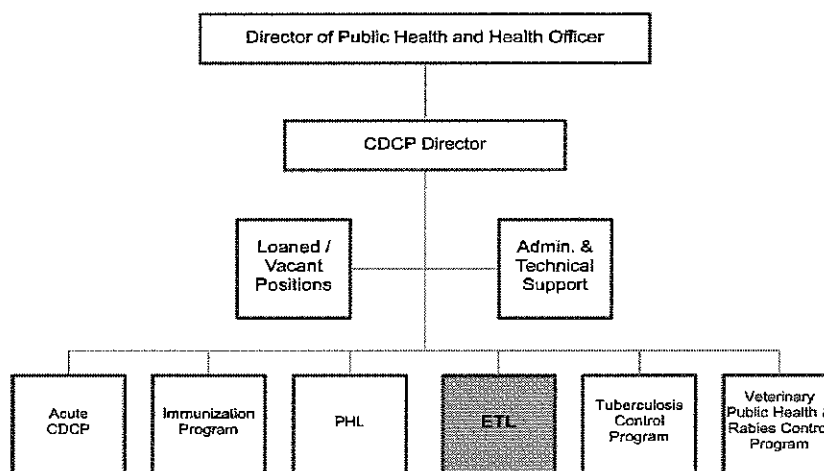 Director of Public Health and Health Officer
CDCP Director
Loaned /
Vacant
Positions
Admin. &
Technical
Support
Acute
CDCP
Immunization
Program
PHL
ETL
Tuberculosis
Control
Program
Veterinary
Public Health &
Rabies Control
Program